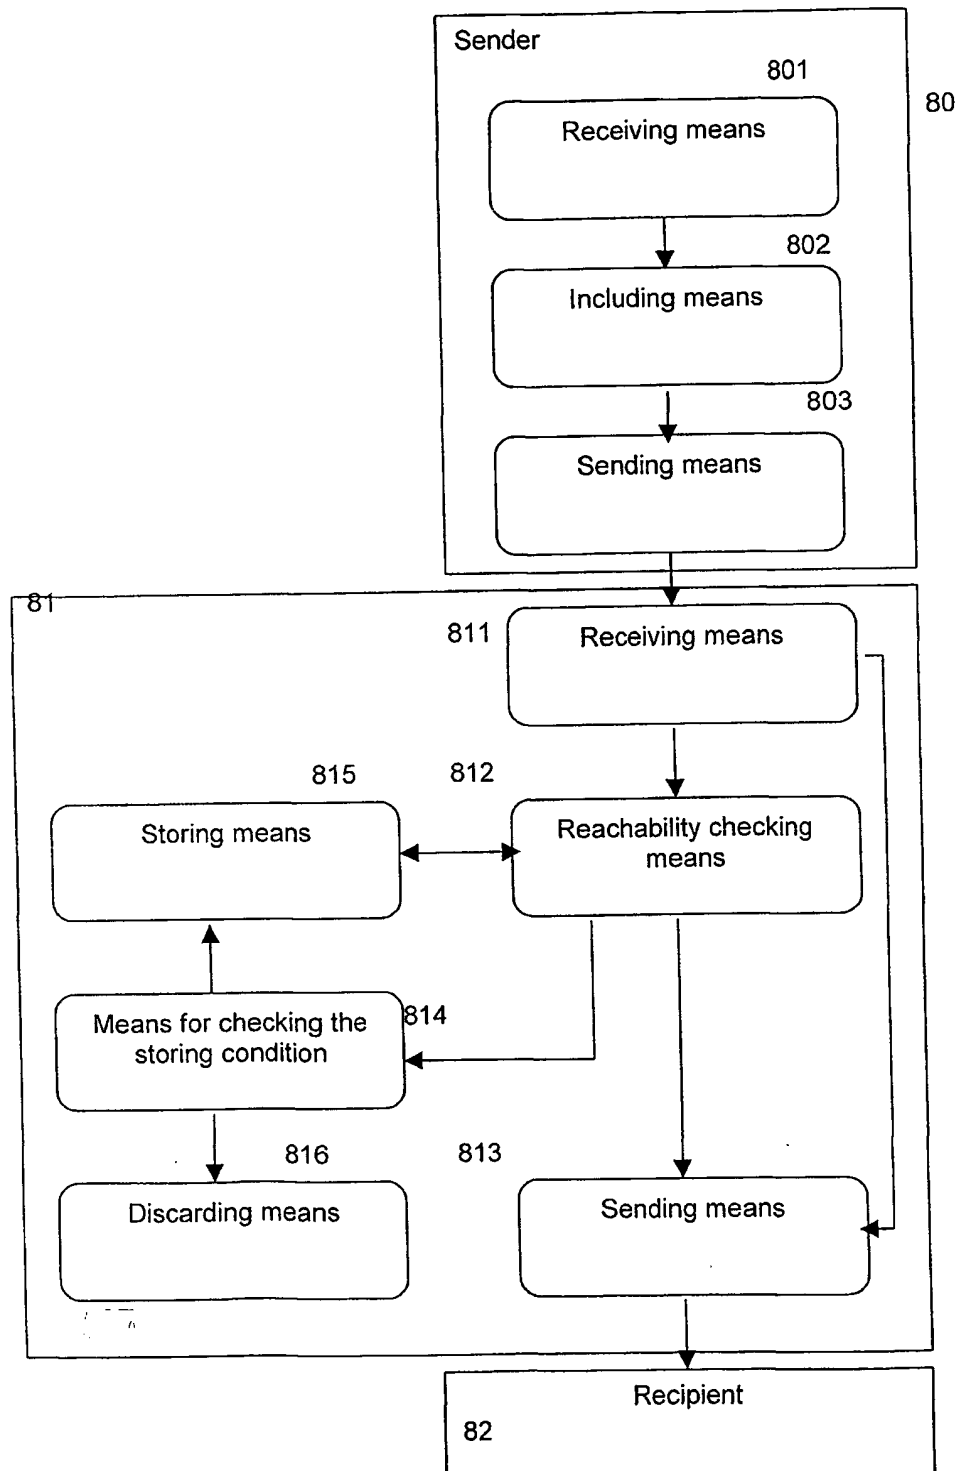 Sender
801
80
Receiving means
802
Including means
803
Sending means
81
811
Receiving means
815
812
Storing means
Reachability checking
means
814
Means for checking the
storing condition
816
813
Discarding means
Sending means
Recipient
82